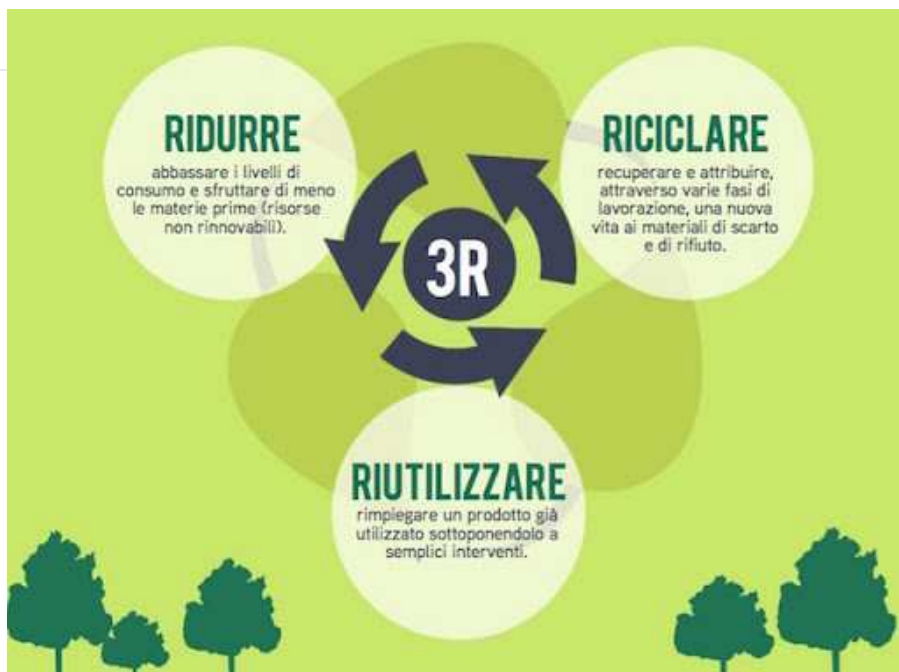 RIDURRE
abbassare i livelli di
consumo e sfruttare di meno
le materie prime (risorse
non rinnovabili).
RICICLARE
recuperare e attribuire,
attraverso varie fasi di
lavorazione, una nuova
vita ai materiali di scarto
e di rifiuto.
3R
RIUTILIZZARE
rimpiegare un prodotto già
utilizzato sottoponendolo a
semplici interventi.